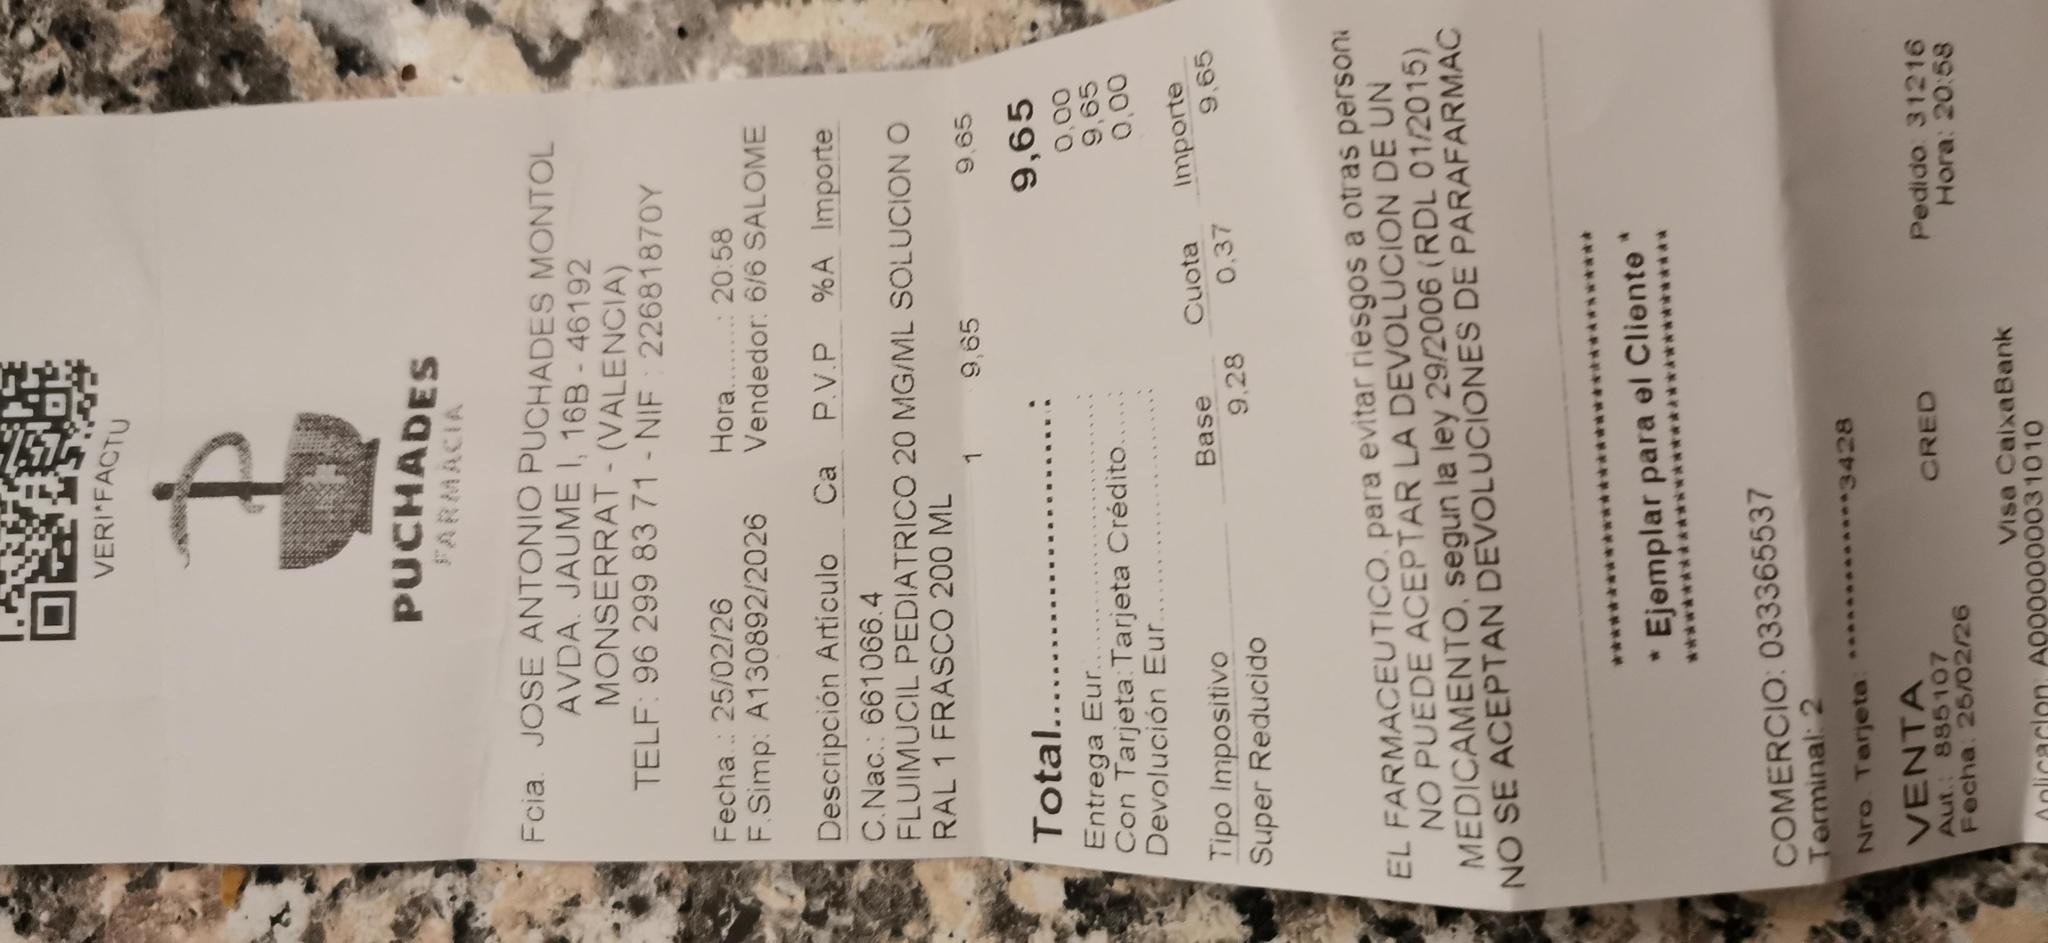 VERI*FACTU
PUCHADES
FARMACIA
Fcia. JOSE ANTONIO PUCHADES MONTOL
AVDA. JAUME I, 16B - 46192
MONSERRAT - (VALENCIA)
TELF: 96 299 83 71 - NIF : 22681870Y
Fecha.: 25/02/26 Hora.......: 20:58
F.Simp: A130892/2026 Vendedor: 6/6 SALOME
Descripción Artículo Ca P.V.P %A Importe
C.Nac.: 661066.4
FLUIMUCIL PEDIATRICO 20 MG/ML SOLUCION O
RAL 1 FRASCO 200 ML
1 9,65 9,65
Total........................: 9,65
Entrega Eur........................: 0,00
Con Tarjeta:Tarjeta Crédito......: 9,65
Devolución Eur........................: 0,00
Tipo Impositivo Base Cuota Importe
Super Reducido 9,28 0,37 9,65
EL FARMACEUTICO, para evitar riesgos a otras persona
NO PUEDE ACEPTAR LA DEVOLUCION DE UN
MEDICAMENTO, segun la ley 29/2006 (RDL 01/2015)
NO SE ACEPTAN DEVOLUCIONES DE PARAFARMAC
**********************************
* Ejemplar para el Cliente *
**********************************
COMERCIO: 033365537
Terminal: 2
Nro. Tarjeta: ************3428
VENTA CRED Pedido: 31216
Aut.: 885107 Hora: 20:58
Fecha: 25/02/26
Visa CaixaBank
Aplicacion: A0000000031010